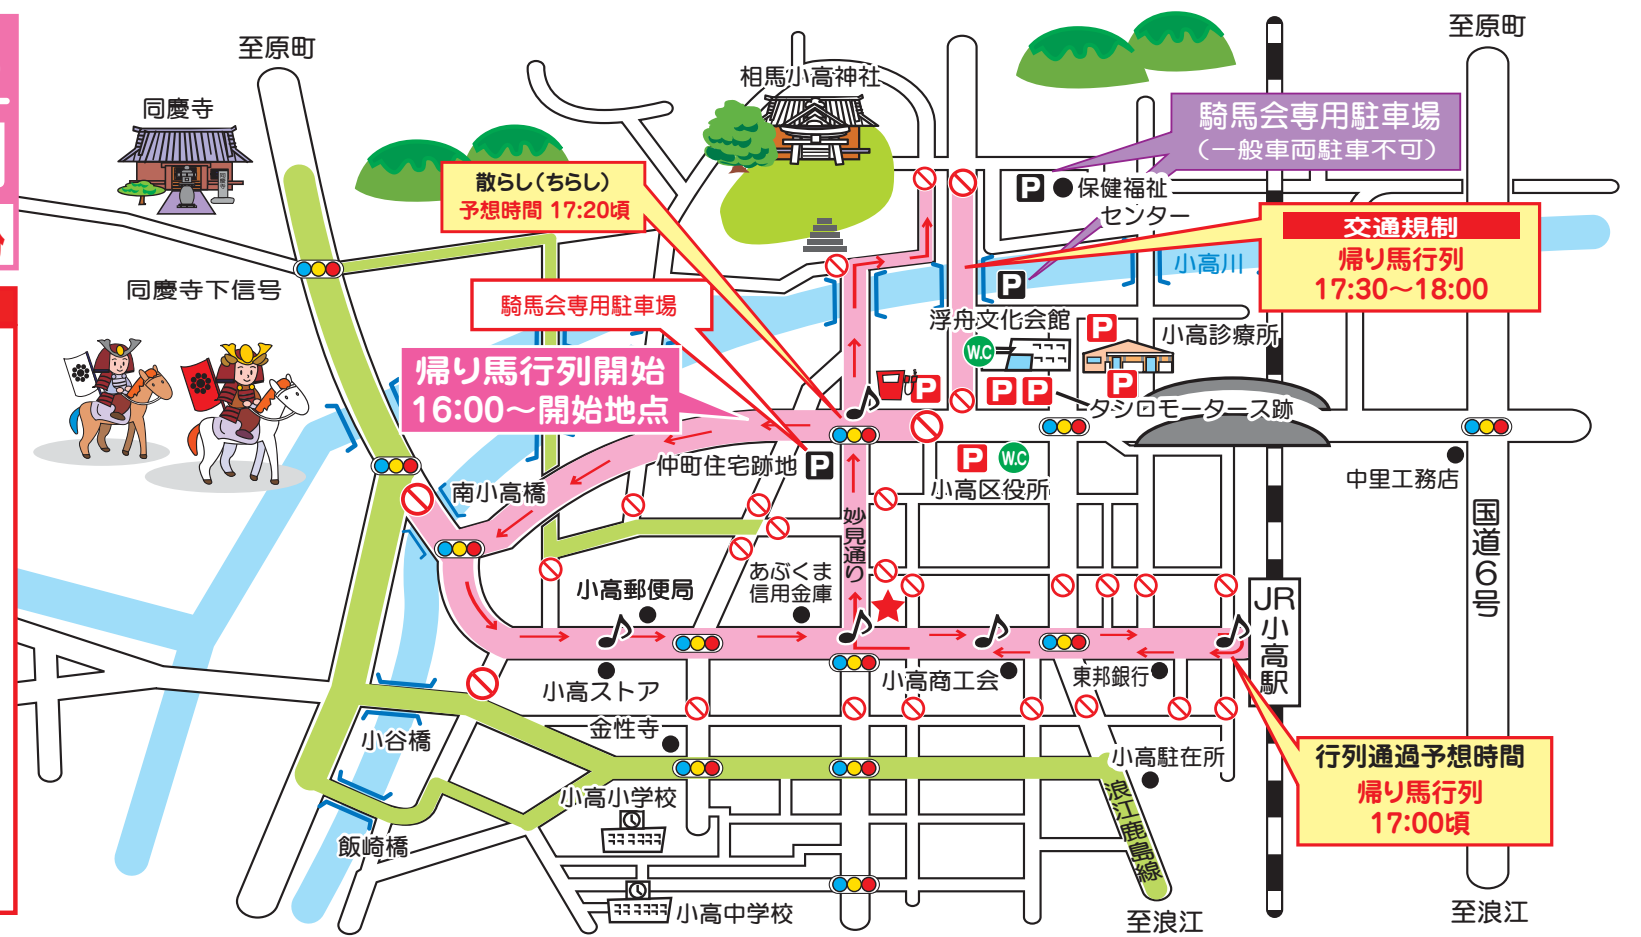 至原町
至原町
相馬小高神社
同慶寺
騎馬会専用駐車場
（一般車両駐車不可）
散らし（ちらし）
予想時間 17:20頃
P
保健福祉
センター
交通規制
帰り馬行列
17:30～18:00
小高川
P
同慶寺下信号
騎馬会専用駐車場
浮舟文化会館
P
小高診療所
W.C
帰り馬行列開始
16:00～開始地点
P
P
P
P
タシロモータース跡
仲町住宅跡地
P
P
W.C
小高区役所
中里工務店
南小高橋
妙見通り
国道6号
あぶくま
信用金庫
小高郵便局
JR小高駅
小高ストア
小高商工会
東邦銀行
金性寺
小谷橋
小高駐在所
行列通過予想時間
帰り馬行列
17:00頃
小高小学校
浪江鹿島線
飯崎橋
小高中学校
至浪江
至浪江